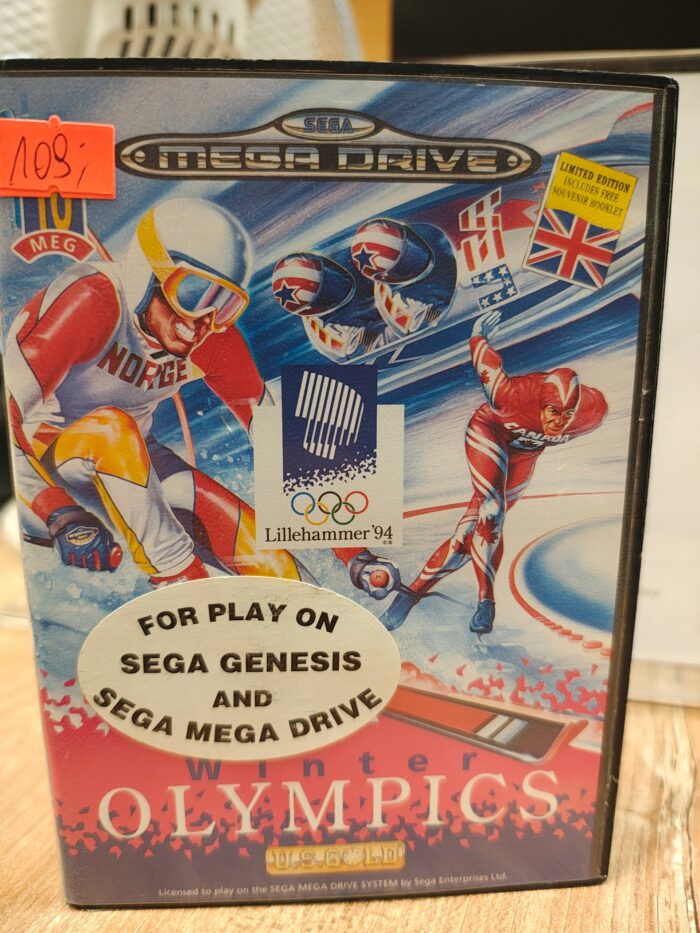 SEGA
MEGA DRIVE
109,-
16
MEG
LIMITED EDITION
INCLUDES FREE
SOUVENIR BOOKLET
NORGE
CANADA
Lillehammer '94
FOR PLAY ON
SEGA GENESIS
AND
SEGA MEGA DRIVE
Winter
OLYMPICS
U.S. GOLD
Licensed to play on the SEGA MEGA DRIVE SYSTEM by Sega Enterprises Ltd.